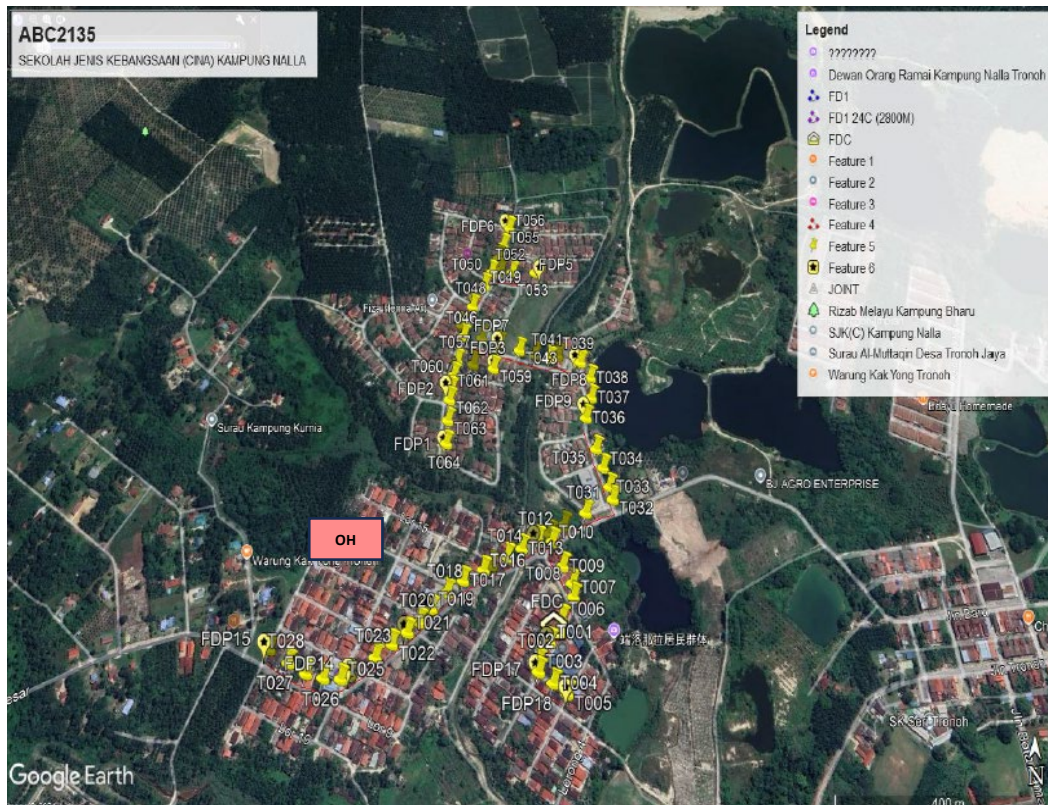 ABC2135
SEKOLAH JENIS KEBANGSAAN (CINA) KAMPUNG NALLA
Legend
????????
Dewan Orang Ramai Kampung Nalla Tronoh
FD1
FD1 24C (2800M)
FDC
Feature 1
Feature 2
Feature 3
Feature 4
Feature 5
Feature 6
JOINT
Rizab Melayu Kampung Bharu
SJK(C) Kampung Nalla
Surau Al-Muttaqin Desa Tronoh Jaya
Warung Kak Yong Tronoh
FDP6
T056
T055
T052
T050
FDP5
T049
T053
T048
T046
FDP7
T057
FDP3
T041
T043
T039
T060
T059
FDP8
T038
FDP2
T061
T037
FDP9
T062
T036
T063
FDP1
T064
T035
T034
T033
T031
T032
Surau Kampung Kurnia
BJ AGRO ENTERPRISE
OH
T012
T010
T014
T013
T016
T009
T008
T018
T017
T007
T019
T020
FDC
T006
T021
T001
T023
T002
T022
FDP15
T028
T003
FDP14
T025
FDP17
T004
T027
T026
FDP18
T005
Jln Baru
Jln Tronoh
SK Seri Tronoh
Google Earth
400 m
N